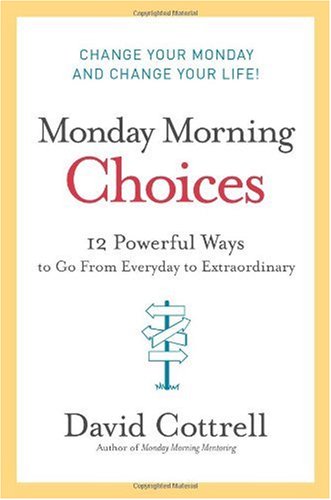 CHANGE YOUR MONDAY
AND CHANGE YOUR LIFE!
Monday Morning
Choices
12 Powerful Ways
to Go From Everyday to Extraordinary
David Cottrell
Author of Monday Morning Mentoring